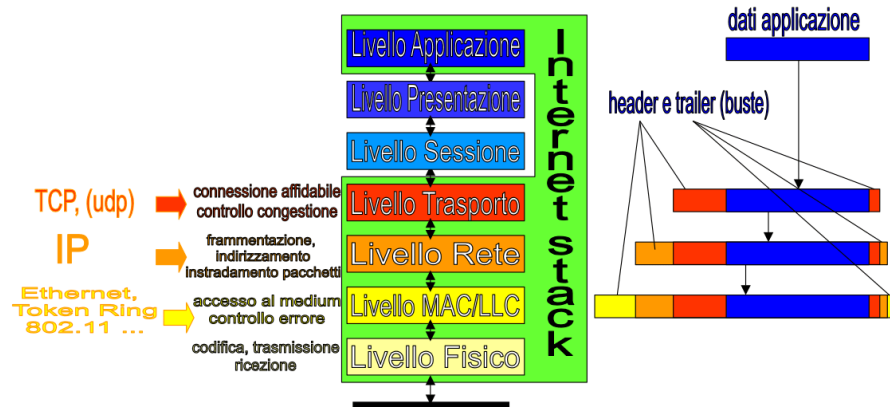 Livello Applicazione
Livello Presentazione
Livello Sessione
Livello Trasporto
Livello Rete
Livello MAC/LLC
Livello Fisico
Internet stack
TCP, (udp)
connessione affidabile
controllo congestione
IP
frammentazione,
indirizzamento
instradamento pacchetti
Ethernet,
Token Ring
802.11 ...
accesso al medium
controllo errore
codifica, trasmissione
ricezione
dati applicazione
header e trailer (buste)